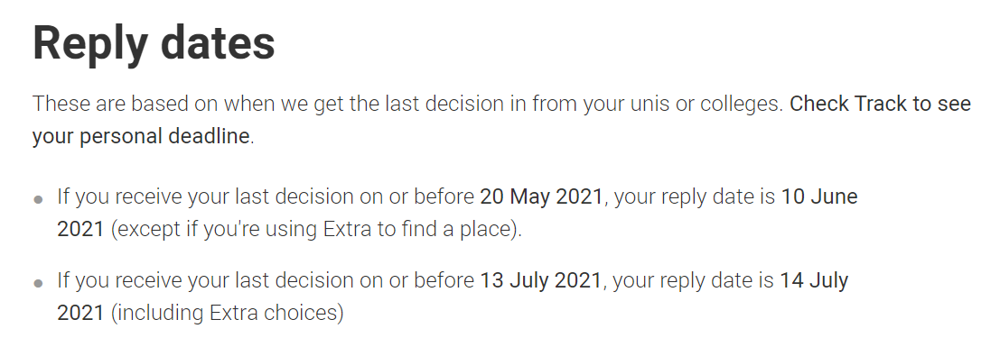 Reply dates
These are based on when we get the last decision in from your unis or colleges. Check Track to see
your personal deadline.
If you receive your last decision on or before 20 May 2021, your reply date is 10 June
2021 (except if you're using Extra to find a place).
If you receive your last decision on or before 13 July 2021, your reply date is 14 July
2021 (including Extra choices)